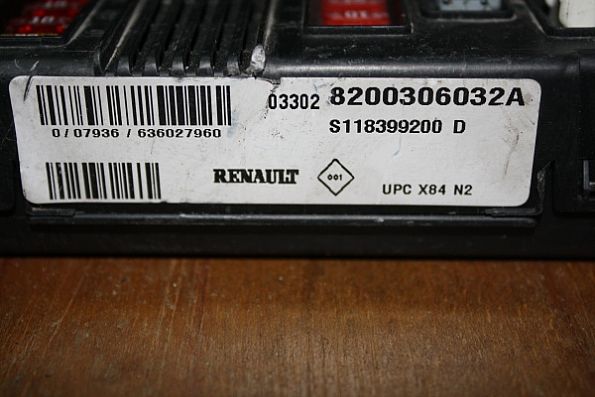 03302 8200306032A
S118399200 D
0 / 07936 / 636027960
RENAULT 001 UPC X84 N2